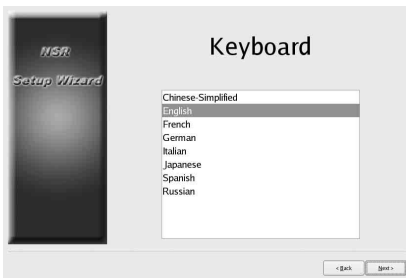 NSR
Setup Wizard
Keyboard
Chinese-Simplified
English
French
German
Italian
Japanese
Spanish
Russian
< Back
Next >